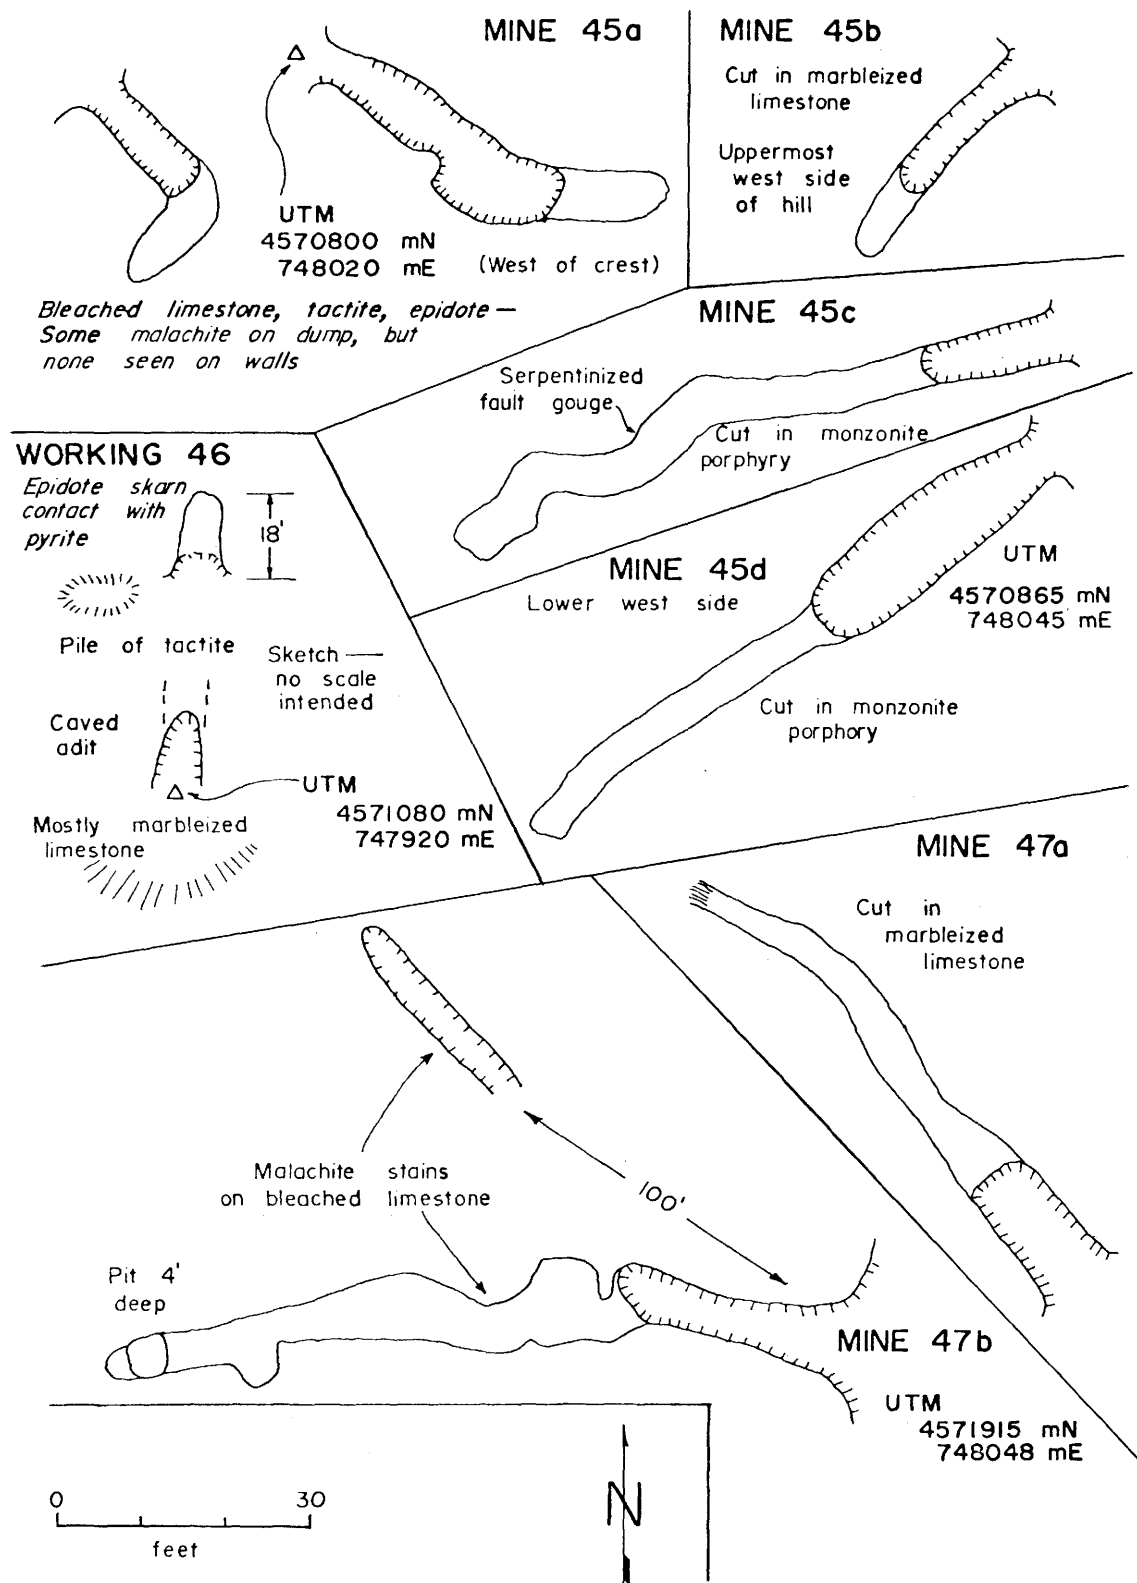 MINE 45a
UTM
4570800 mN
748020 mE
(West of crest)
Bleached limestone, tactite, epidote —
Some malachite on dump, but
none seen on walls
MINE 45b
Cut in marbleized
limestone
Uppermost
west side
of hill
MINE 45c
Serpentinized
fault gouge
Cut in monzonite
porphyry
WORKING 46
Epidote skarn
contact with
pyrite
18'
Pile of tactite
Sketch —
no scale
intended
Caved
adit
UTM
4571080 mN
747920 mE
Mostly marbleized
limestone
MINE 45d
Lower west side
UTM
4570865 mN
748045 mE
Cut in monzonite
porphory
MINE 47a
Cut in
marbleized
limestone
Malachite stains
on bleached limestone
100'
Pit 4'
deep
MINE 47b
UTM
4571915 mN
748048 mE
0 30
feet
N